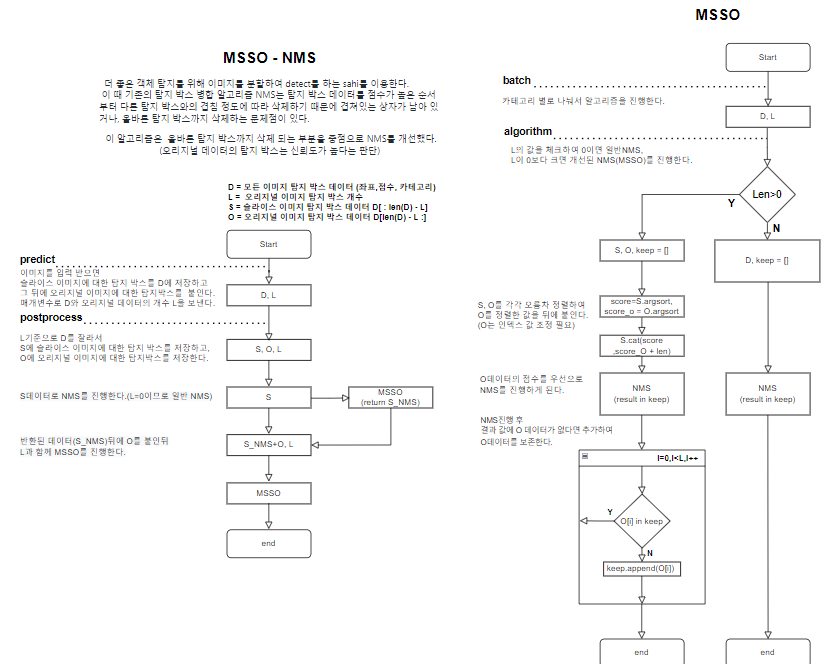 MSSO - NMS
더 좋은 객체 탐지를 위해 이미지를 분할하여 detect를 하는 sahi를 이용한다.
이 때 기존의 탐지 박스 병합 알고리즘 NMS는 탐지 박스 데이터를 점수가 높은 순서
부터 다른 탐지 박스와의 겹침 정도에 따라 삭제하기 때문에 겹쳐있는 상자가 남아 있
거나, 올바른 탐지 박스까지 삭제하는 문제점이 있다.
이 알고리즘은 올바른 탐지 박스까지 삭제 되는 부분을 중점으로 NMS를 개선했다.
(오리지널 데이터의 탐지 박스는 신뢰도가 높다는 판단)
D = 모든 이미지 탐지 박스 데이터 (좌표,점수, 카테고리)
L = 오리지널 이미지 탐지 박스 개수
S = 슬라이스 이미지 탐지 박스 데이터 D[ : len(D) - L]
O = 오리지널 이미지 탐지 박스 데이터 D[len(D) - L :]
Start
predict
이미지를 입력 받으면
슬라이스 이미지에 대한 탐지 박스를 D에 저장하고
그 뒤에 오리지널 이미지에 대한 탐지박스를 붙인다.
매개변수로 D와 오리지널 데이터의 개수 L을 보낸다.
D, L
postprocess
L기준으로 D를 잘라서
S에 슬라이스 이미지에 대한 탐지 박스를 저장하고,
O에 오리지널 이미지에 대한 탐지박스를 저장한다.
S, O, L
S데이터로 NMS를 진행한다.(L=0이므로 일반 NMS)
S
MSSO
(return S_NMS)
반환된 데이터(S_NMS)뒤에 O를 붙인뒤
L과 함께 MSSO를 진행한다.
S_NMS+O, L
MSSO
end
MSSO
Start
batch
카테고리 별로 나눠서 알고리즘을 진행한다.
D, L
algorithm
L의 값을 체크하여 0이면 일반NMS,
L이 0보다 크면 개선된 NMS(MSSO)를 진행한다.
Len>0
Y
N
S, O, keep = []
D, keep = []
S, O를 각각 오름차 정렬하여
O를 정렬한 값을 뒤에 붙인다.
(O는 인덱스 값 조정 필요)
score=S.argsort,
score_o = O.argsort
S.cat(score
,score_O + len)
O데이터의 점수를 우선으로
NMS를 진행하게 된다.
NMS
(result in keep)
NMS
(result in keep)
NMS진행 후
결과 값에 O 데이터가 없다면 추가하여
O데이터를 보존한다.
I=0,I<L,I++
Y
O[i] in keep
N
keep.append(O[i])
end
end